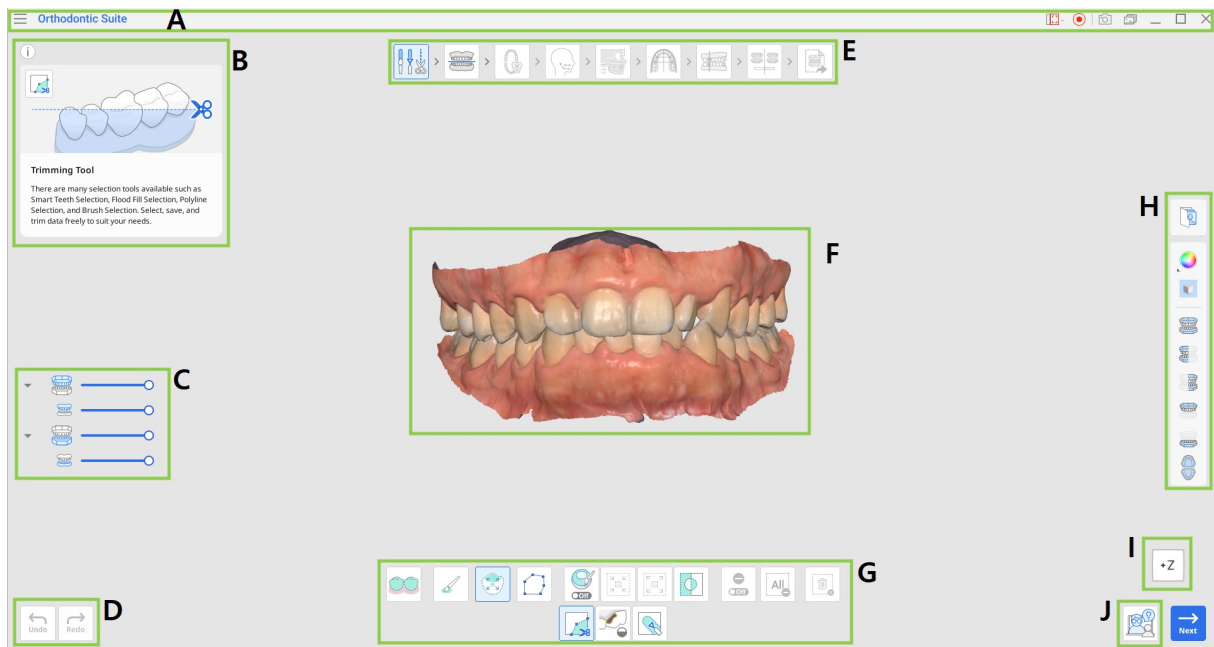 Orthodontic Suite
A
B
E
Trimming Tool
There are many selection tools available such as
Smart Teeth Selection, Flood Fill Selection, Polyline
Selection, and Brush Selection. Select, save, and
trim data freely to suit your needs.
H
F
C
I
+Z
G
Off
Off
All
D
Undo
Redo
J
Next